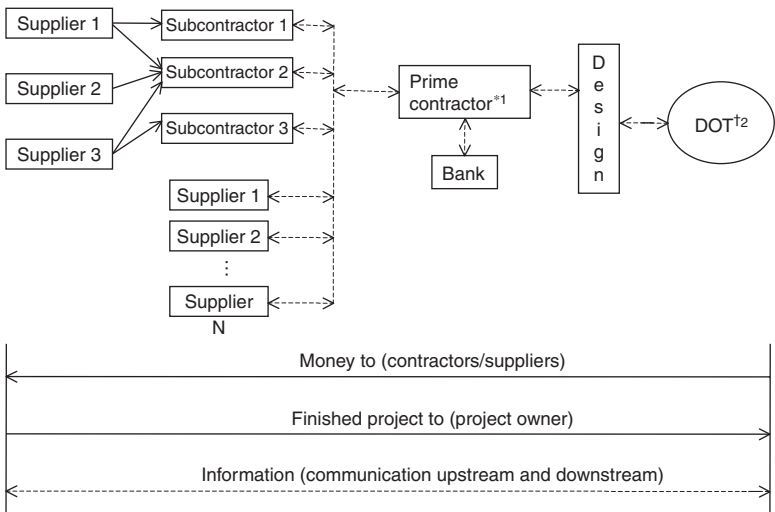 Supplier 1
Subcontractor 1
Supplier 2
Subcontractor 2
Supplier 3
Subcontractor 3
Supplier 1
Supplier 2
⋮
Supplier
N
Prime
contractor*1
Bank
D
e
s
i
g
n
DOT†2
Money to (contractors/suppliers)
Finished project to (project owner)
Information (communication upstream and downstream)